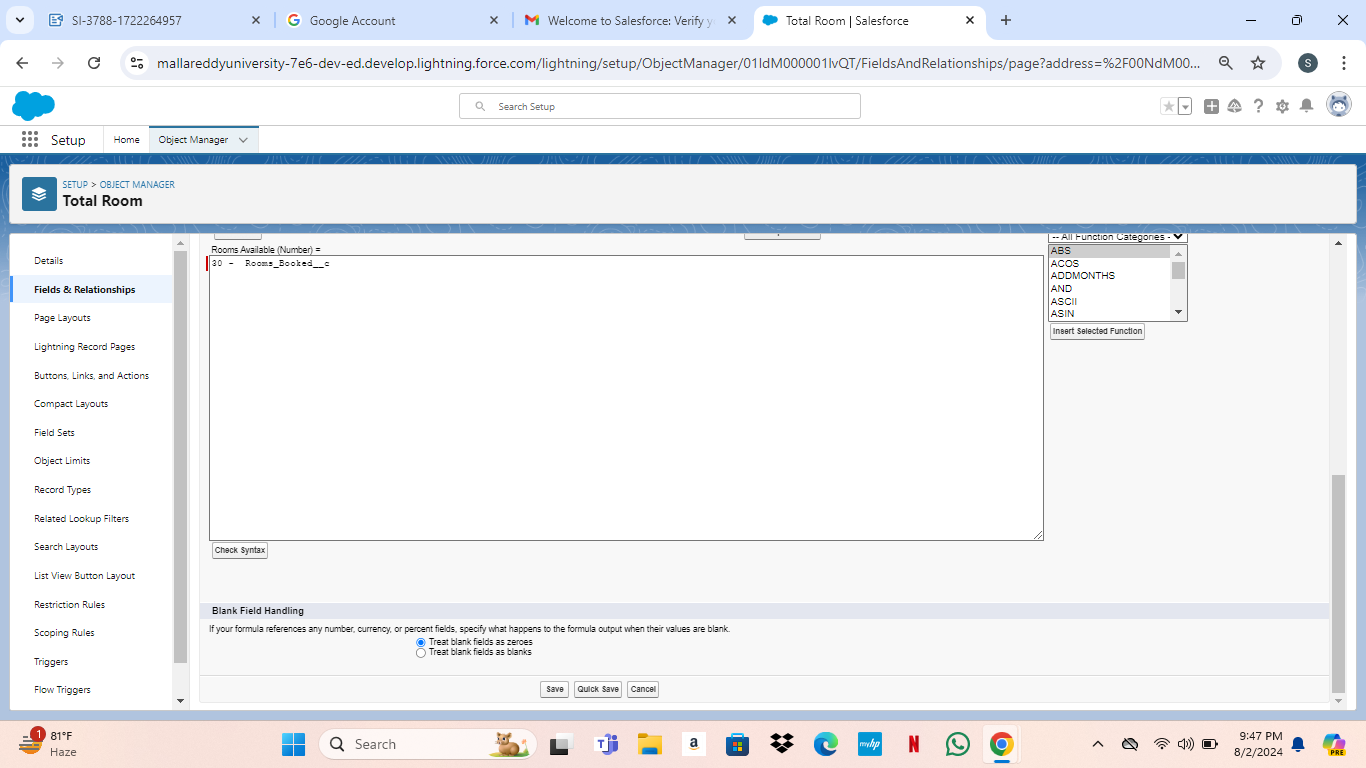 SI-3788-1722264957
Google Account
Welcome to Salesforce: Verify y
Total Room | Salesforce
mallareddyuniversity-7e6-dev-ed.develop.lightning.force.com/lightning/setup/ObjectManager/01IdM000001lvQT/FieldsAndRelationships/page?address=%2F00NdM00...
S
Search Setup
Setup
Home
Object Manager
SETUP > OBJECT MANAGER
Total Room
Details
Fields & Relationships
Page Layouts
Lightning Record Pages
Buttons, Links, and Actions
Compact Layouts
Field Sets
Object Limits
Record Types
Related Lookup Filters
Search Layouts
List View Button Layout
Restriction Rules
Scoping Rules
Triggers
Flow Triggers
Rooms Available (Number) =
30 -  Rooms_Booked__c
-- All Function Categories -
ABS
ACOS
ADDMONTHS
AND
ASCII
ASIN
Insert Selected Function
Check Syntax
Blank Field Handling
If your formula references any number, currency, or percent fields, specify what happens to the formula output when their values are blank.
Treat blank fields as zeroes
Treat blank fields as blanks
Save
Quick Save
Cancel
1
81°F
Haze
Search
a
myhp
N
9:47 PM
8/2/2024
PRE